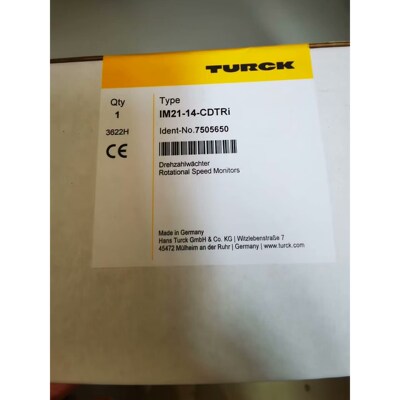 TURCK
Qty
1
3622H
CE
Type
IM21-14-CDTRi
Ident-No.7505650
Drehzahlwächter
Rotational Speed Monitors
Made in Germany
Hans Turck GmbH & Co. KG | Witzlebenstraße 7
45472 Mülheim an der Ruhr | Germany | www.turck.com